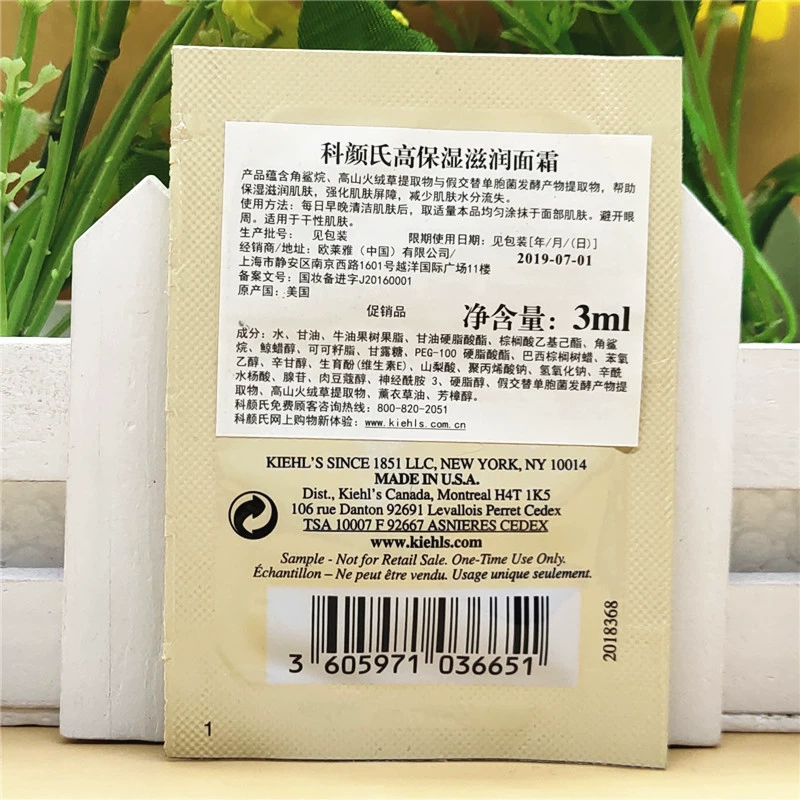 科颜氏高保湿滋润面霜
产品蕴含角鲨烷、高山火绒草提取物与假交替单胞菌发酵产物提取物，帮助
保湿滋润肌肤，强化肌肤屏障，减少肌肤水分流失。
使用方法：每日早晚清洁肌肤后，取适量本品均匀涂抹于面部肌肤。避开眼
周。适用于干性肌肤。
生产批号： 见包装 限期使用日期：见包装[年/月/(日)]
经销商/地址：欧莱雅（中国）有限公司/ 2019-07-01
上海市静安区南京西路1601号越洋国际广场11楼
备案文号：国妆备进字J20160001
原产国：美国
促销品 净含量：3ml
成分：水、甘油、牛油果树果脂、甘油硬脂酸酯、棕榈酸乙基己酯、角鲨
烷、鲸蜡醇、可可籽脂、甘露糖、PEG-100 硬脂酸酯、巴西棕榈树蜡、苯氧
乙醇、辛甘醇、生育酚(维生素E)、山梨酸、聚丙烯酸钠、氢氧化钠、辛酰
水杨酸、腺苷、肉豆蔻醇、神经酰胺 3、硬脂醇、假交替单胞菌发酵产物提
取物、高山火绒草提取物、薰衣草油、芳樟醇。
科颜氏免费顾客咨询热线：800-820-2051
科颜氏网上购物新体验：www.kiehls.com.cn
KIEHL'S SINCE 1851 LLC, NEW YORK, NY 10014
MADE IN U.S.A.
Dist., Kiehl's Canada, Montreal H4T 1K5
106 rue Danton 92691 Levallois Perret Cedex
TSA 10007 F 92667 ASNIERES CEDEX
www.kiehls.com
Sample - Not for Retail Sale. One-Time Use Only.
Échantillon – Ne peut être vendu. Usage unique seulement.
3 605971 036651
2018368
1